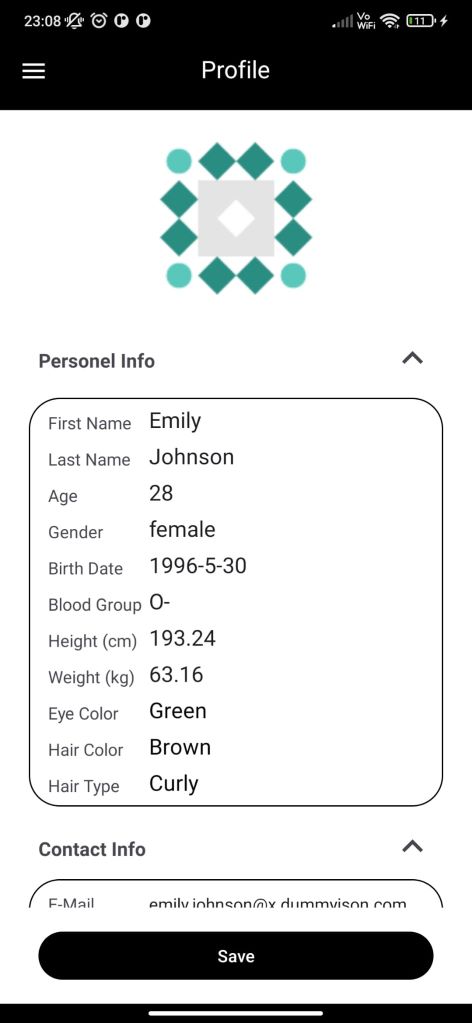 23:08 Vo WiFi 11
Profile
Personel Info
First Name Emily
Last Name Johnson
Age 28
Gender female
Birth Date 1996-5-30
Blood Group O-
Height (cm) 193.24
Weight (kg) 63.16
Eye Color Green
Hair Color Brown
Hair Type Curly
Contact Info
E-Mail emily.johnson@x.dummyjson.com
Save